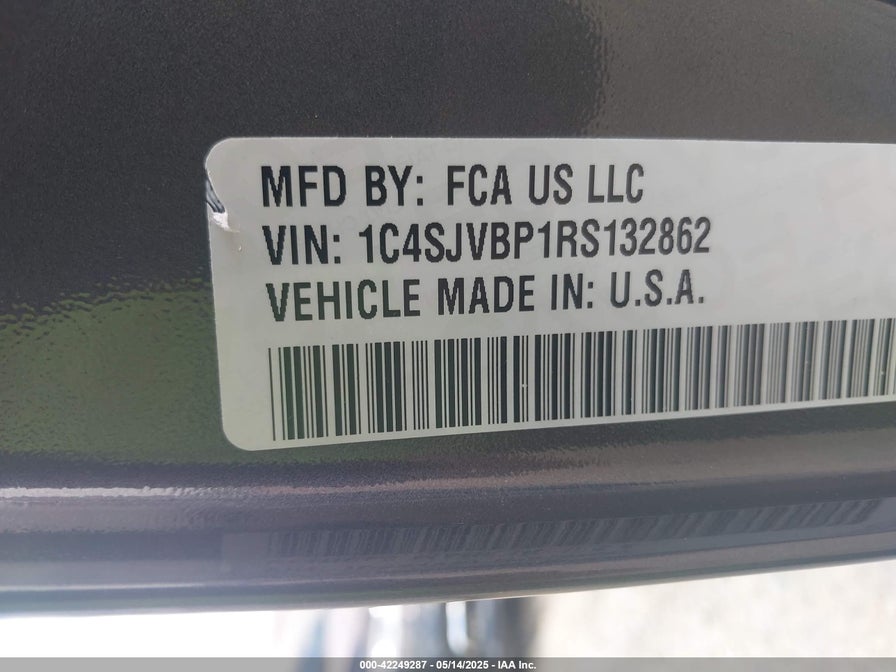 MFD BY: FCA US LLC
VIN: 1C4SJVBP1RS132862
VEHICLE MADE IN: U.S.A.
000-42249287 - 05/14/2025 - IAA Inc.